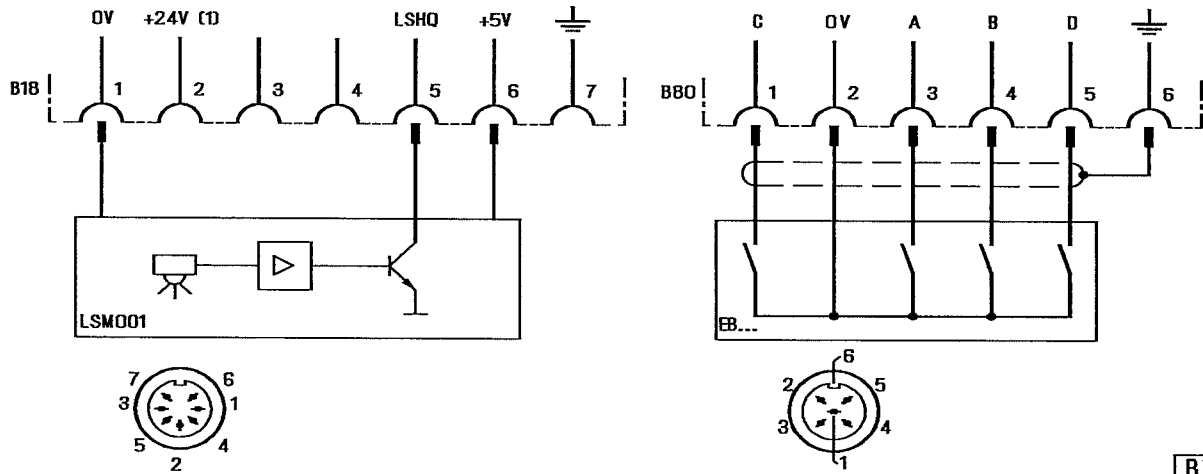 0V +24V (1) LSHQ +5V
B18 1 2 3 4 5 6 7
LSM001
7 6
3 1
5 4
2
C 0V A B D
B80 1 2 3 4 5 6
EB...
6
2 5
3 4
1
B